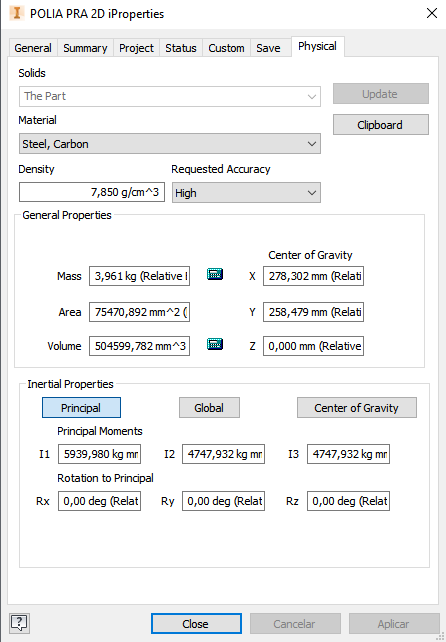 POLIA PRA 2D iProperties
General Summary Project Status Custom Save Physical
Solids
The Part
Update
Material
Steel, Carbon
Clipboard
Density Requested Accuracy
7,850 g/cm^3 High
General Properties
Center of Gravity
Mass 3,961 kg (Relative X 278,302 mm (Relati
Area 75470,892 mm^2 ( Y 258,479 mm (Relati
Volume 504599,782 mm^3 Z 0,000 mm (Relative
Inertial Properties
Principal Global Center of Gravity
Principal Moments
I1 5939,980 kg mm I2 4747,932 kg mm I3 4747,932 kg mm
Rotation to Principal
Rx 0,00 deg (Relat Ry 0,00 deg (Relat Rz 0,00 deg (Relat
? Close Cancelar Aplicar